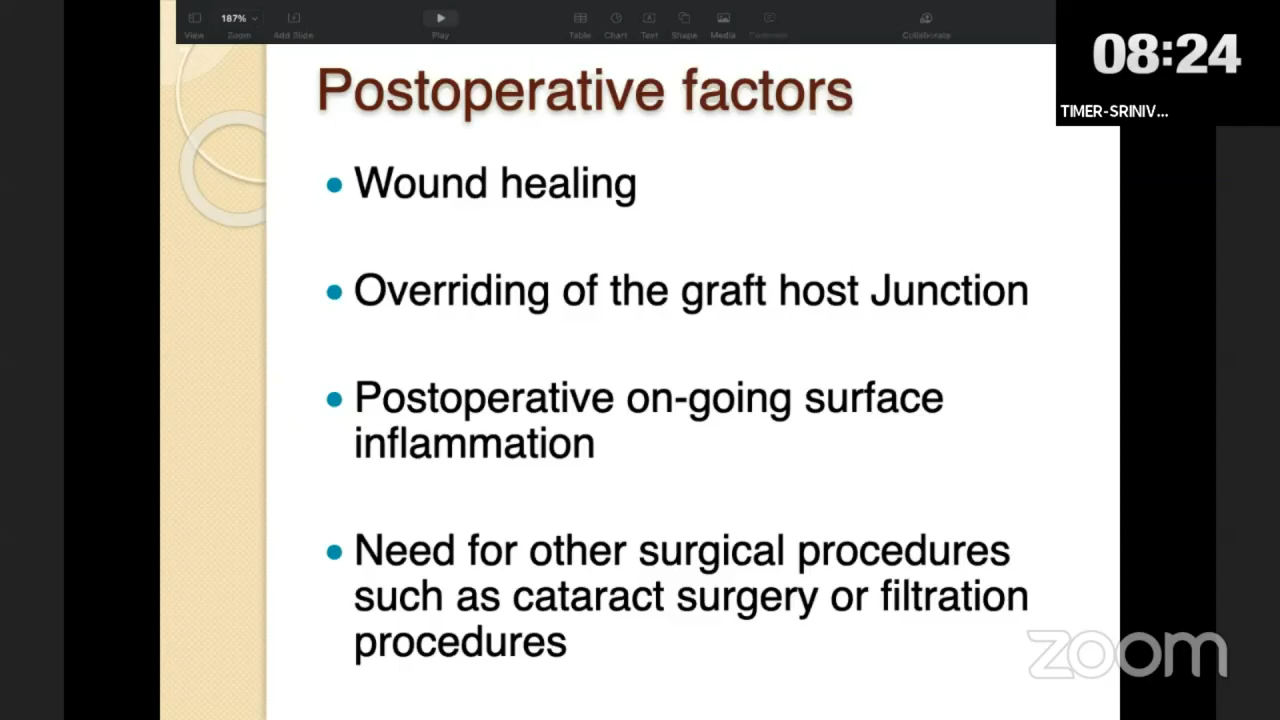 187%
View
Zoom
Add Slide
Play
Table
Chart
Text
Shape
Media
Comment
Collaborate
08:24
TIMER-SRINIV...
Postoperative factors
• Wound healing
• Overriding of the graft host Junction
• Postoperative on-going surface
inflammation
• Need for other surgical procedures
such as cataract surgery or filtration
procedures
zoom